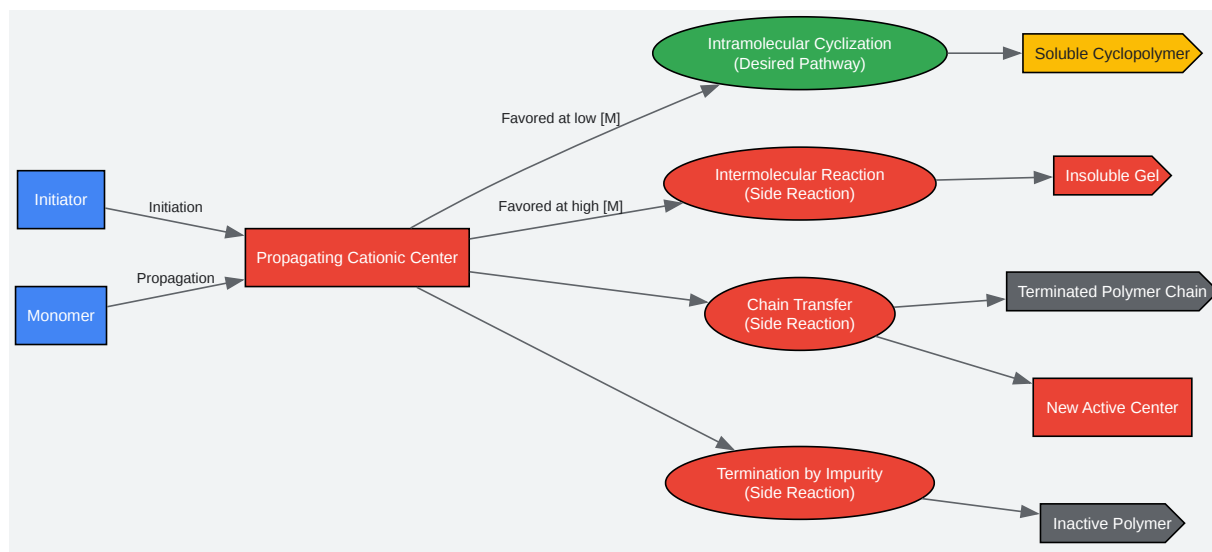 Intramolecular Cyclization
(Desired Pathway)
Soluble Cyclopolymer
Favored at low [M]
Intermolecular Reaction
(Side Reaction)
Insoluble Gel
Initiator
Initiation
Favored at high [M]
Propagating Cationic Center
Propagation
Monomer
Chain Transfer
(Side Reaction)
Terminated Polymer Chain
New Active Center
Termination by Impurity
(Side Reaction)
Inactive Polymer